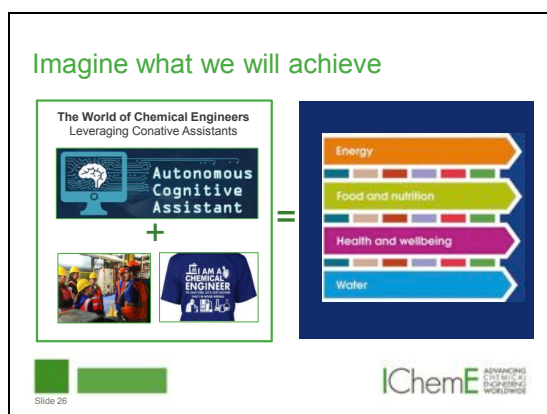 Imagine what we will achieve
The World of Chemical Engineers
Leveraging Conative Assistants
Autonomous
Cognitive
Assistant
+
=
I AM A
CHEMICAL
ENGINEER
Energy
Food and nutrition
Health and wellbeing
Water
Slide 26
IChemE
ADVANCING
CHEMICAL
ENGINEERING
WORLDWIDE